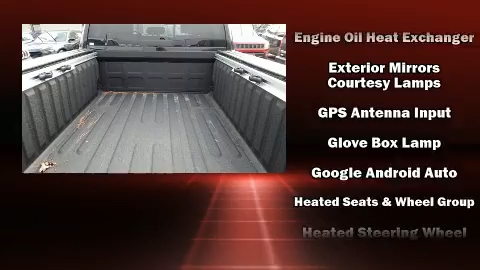 Engine Oil Heat Exchanger
Exterior Mirrors
Courtesy Lamps
GPS Antenna Input
Glove Box Lamp
Google Android Auto
Heated Seats & Wheel Group
Heated Steering Wheel